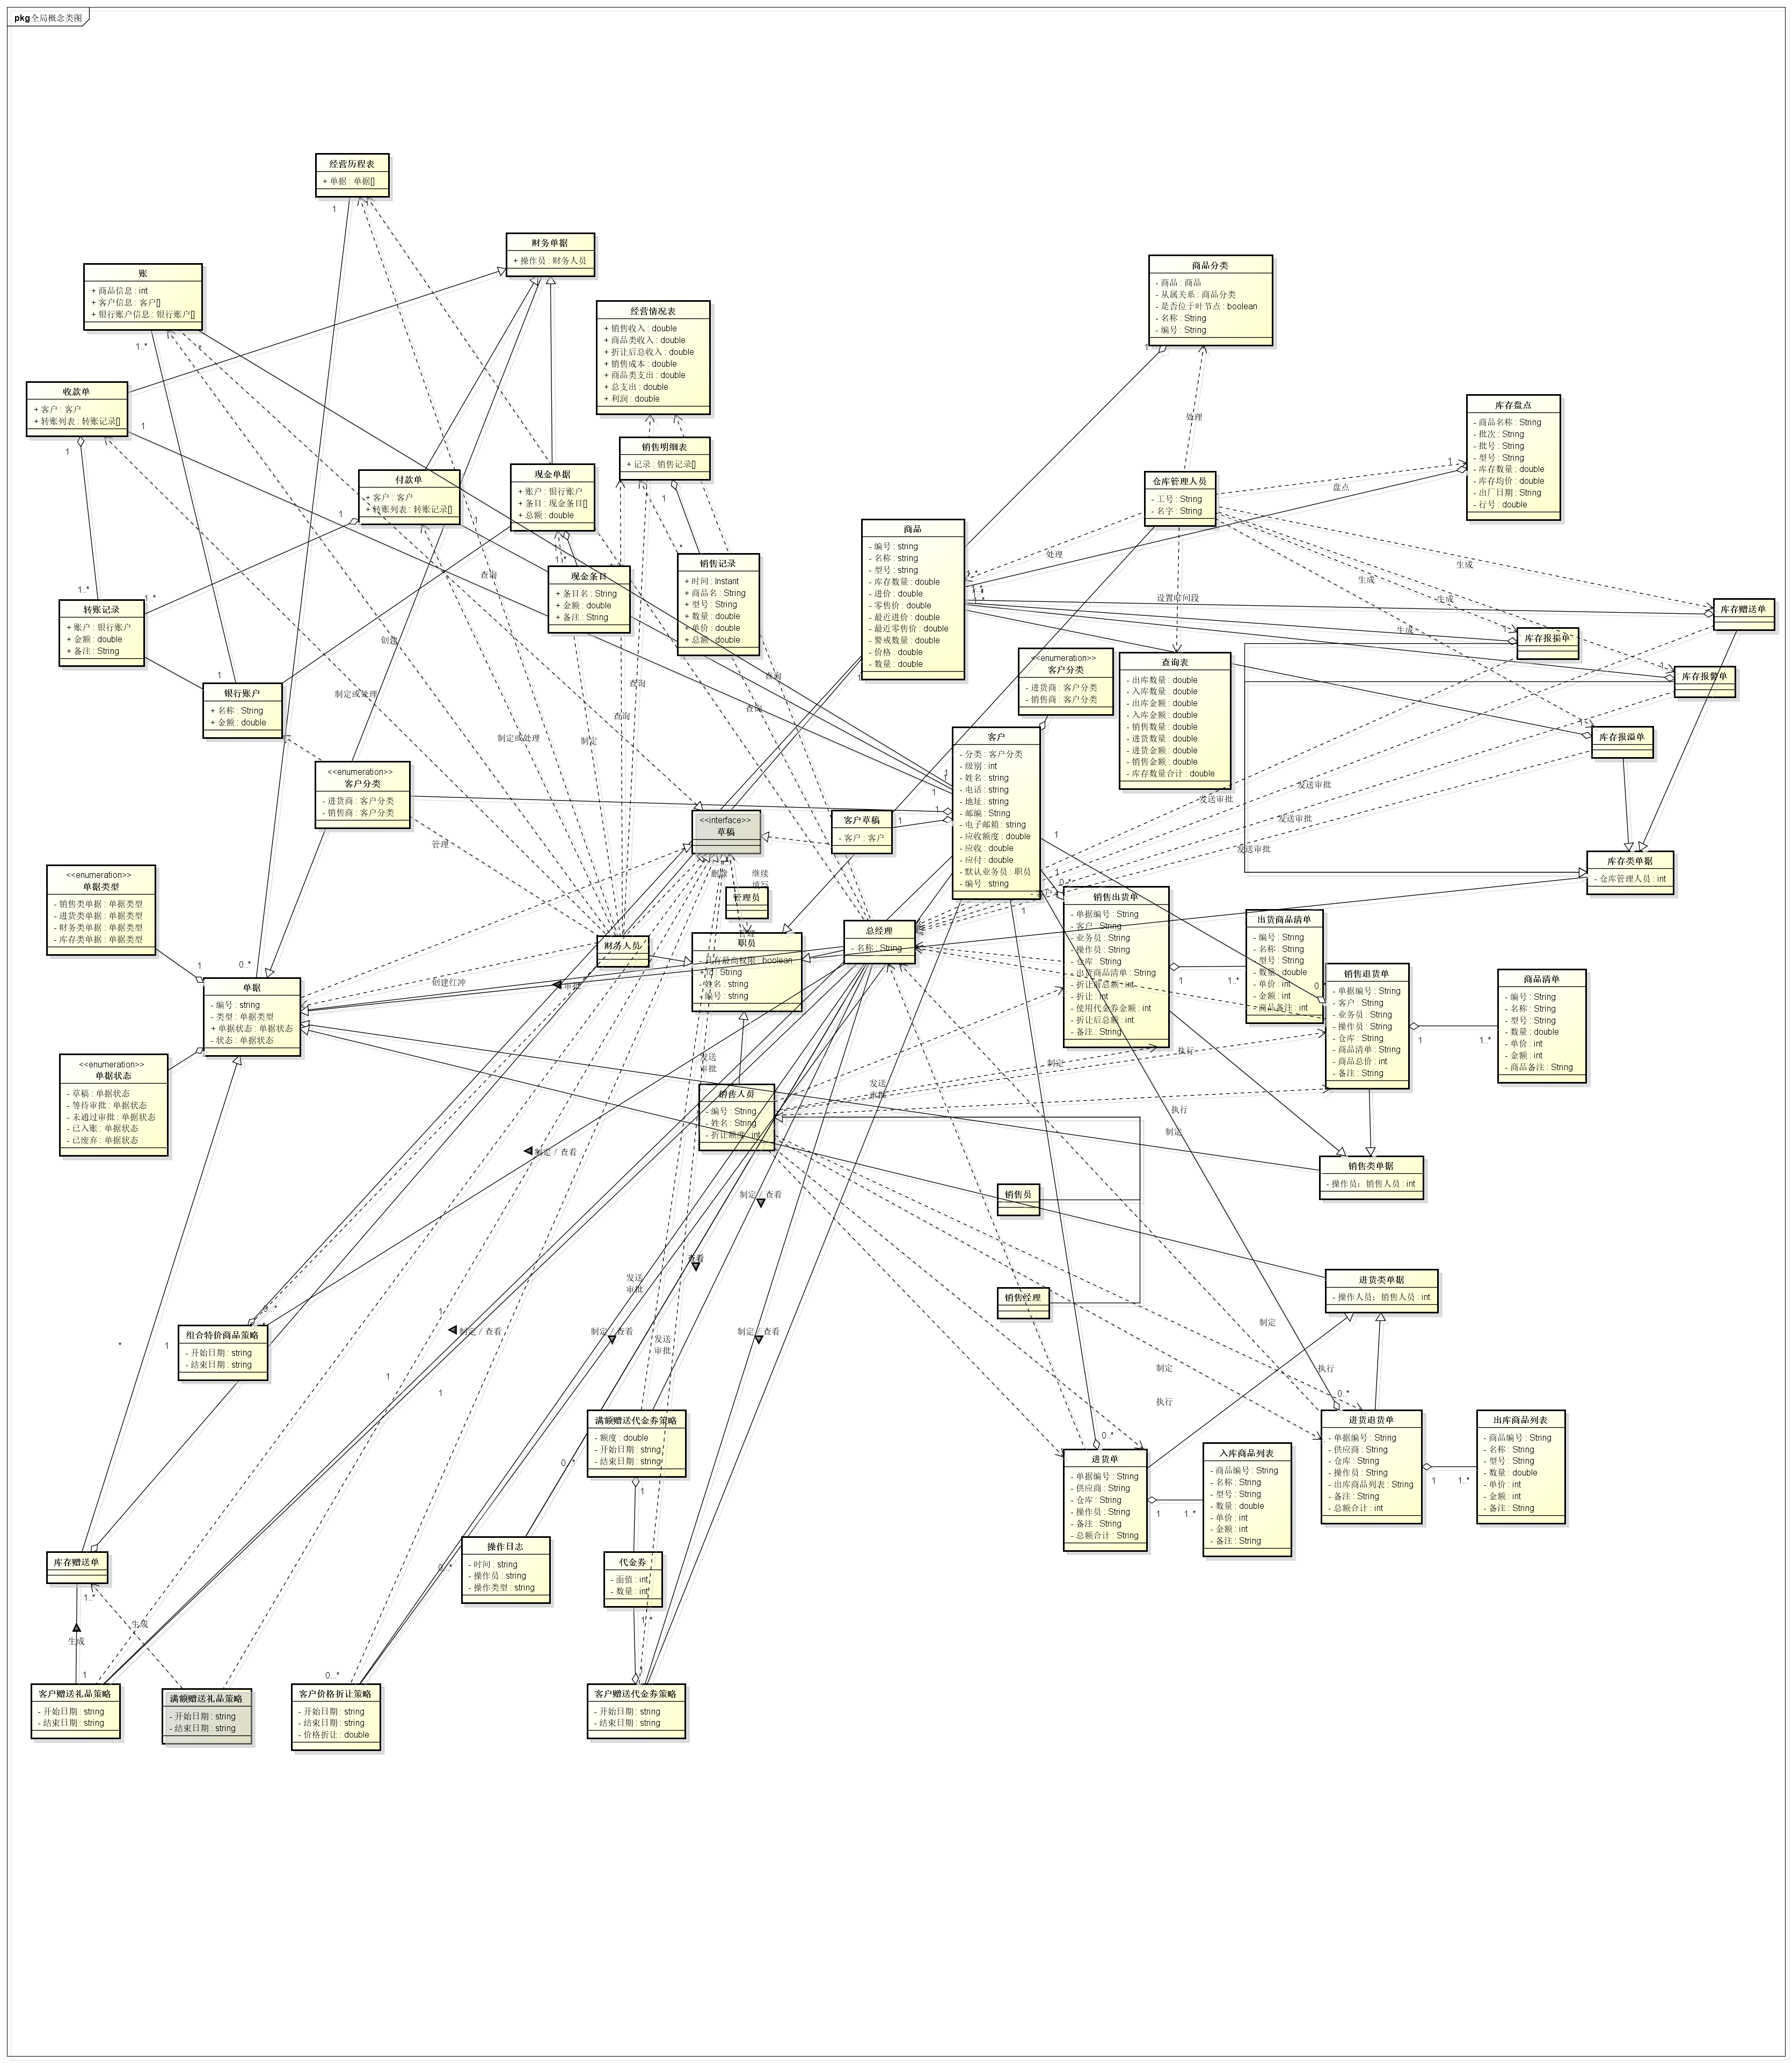 pkg 全局概念类图
经营历程表
+ 单据 : 单据[]
1
财务单据
+ 操作员 : 财务人员
账
+ 商品信息 : int
+ 客户信息 : 客户[]
+ 银行账户信息 : 银行账户[]
1..*
*
商品分类
- 商品 : 商品
- 从属关系 : 商品分类
- 是否位于叶节点 : boolean
- 名称 : String
- 编号 : String
1
经营情况表
+ 销售收入 : double
+ 商品类收入 : double
+ 折让后总收入 : double
+ 销售成本 : double
+ 商品类支出 : double
+ 总支出 : double
+ 利润 : double
收款单
+ 客户 : 客户
+ 转账列表 : 转账记录[]
1
1
处理
库存盘点
- 商品名称 : String
- 批次 : String
- 批号 : String
- 型号 : String
- 库存数量 : double
- 库存均价 : double
- 出厂日期 : String
- 行号 : double
1
盘点
销售明细表
+ 记录 : 销售记录[]
1
付款单
+ 客户 : 客户
+ 转账列表 : 转账记录[]
1
现金单据
+ 账户 : 银行账户
+ 条目 : 现金条目[]
+ 总额 : double
仓库管理人员
- 工号 : String
- 名字 : String
商品
- 编号 : string
- 名称 : string
- 型号 : string
- 库存数量 : double
- 进价 : double
- 零售价 : double
- 最近进价 : double
- 最近零售价 : double
- 警戒数量 : double
- 价格 : double
- 数量 : double
处理
生成
生成
生成
生成
设置时间段
销售记录
+ 时间 : Instant
+ 商品名 : String
+ 型号 : String
+ 数量 : double
+ 单价 : double
+ 总额 : double
现金条目
+ 条目名 : String
+ 金额 : double
+ 备注 : String
查询
1..*
1..*
转账记录
+ 账户 : 银行账户
+ 金额 : double
+ 备注 : String
库存赠送单
库存报损单
库存报警单
库存报溢单
创建
1
银行账户
+ 名称 : String
+ 金额 : double
查询表
- 出库数量 : double
- 入库数量 : double
- 出库金额 : double
- 入库金额 : double
- 销售数量 : double
- 进货数量 : double
- 进货金额 : double
- 销售金额 : double
- 库存数量合计 : double
<<enumeration>>
客户分类
- 进货商 : 客户分类
- 销售商 : 客户分类
查询
查询
查询
查询
制定或处理
制定或处理
制定
客户
- 分类 : 客户分类
- 级别 : int
- 姓名 : string
- 电话 : string
- 地址 : string
- 邮编 : String
- 电子邮箱 : string
- 应收额度 : double
- 应收 : double
- 应付 : double
- 默认业务员 : 职员
- 编号 : string
<<enumeration>>
客户分类
- 进货商 : 客户分类
- 销售商 : 客户分类
发送审批
发送审批
发送审批
发送审批
<<interface>>
草稿
客户草稿
- 客户 : 客户
1
1
1
管理
删除
继续
填写
库存类单据
- 仓库管理人员 : int
<<enumeration>>
单据类型
- 销售类单据 : 单据类型
- 进货类单据 : 单据类型
- 财务类单据 : 单据类型
- 库存类单据 : 单据类型
1
0..*
管理员
财务人员
职员
- 具有最高权限 : boolean
+ id : String
- 姓名 : string
- 编号 : string
总经理
- 名称 : String
销售出货单
- 单据编号 : String
- 客户 : String
- 业务员 : String
- 操作员 : String
- 仓库 : String
- 出货商品清单 : String
- 折让前总额 : int
- 折让 : int
- 使用代金券金额 : int
- 折让后总额 : int
- 备注 : String
1
1..*
出货商品清单
- 编号 : String
- 名称 : String
- 型号 : String
- 数量 : double
- 单价 : int
- 金额 : int
- 商品备注 : int
销售退货单
- 单据编号 : String
- 客户 : String
- 业务员 : String
- 操作员 : String
- 仓库 : String
- 商品清单 : String
- 商品总价 : int
- 备注 : String
1
1..*
商品清单
- 编号 : String
- 名称 : String
- 型号 : String
- 数量 : double
- 单价 : int
- 金额 : int
- 商品备注 : String
创建红冲
审批
单据
- 编号 : string
- 类型 : 单据类型
+ 单据状态 : 单据状态
- 状态 : 单据状态
<<enumeration>>
单据状态
- 草稿 : 单据状态
- 等待审批 : 单据状态
- 未通过审批 : 单据状态
- 已入账 : 单据状态
- 已废弃 : 单据状态
发送
审批
发送
审批
制定
执行
执行
制定
销售人员
- 编号 : String
- 姓名 : String
- 折让额度 : int
制定 / 查看
制定 / 查看
销售类单据
- 操作员：销售人员 : int
销售员
查看
发送
审批
销售经理
进货类单据
- 操作人员：销售人员 : int
0...*
1
制定 / 查看
制定 / 查看
制定 / 查看
发送
审批
制定
*
1
组合特价商品策略
- 开始日期 : string
- 结束日期 : string
1
1
制定
执行
执行
0..*
满额赠送代金券策略
- 额度 : double
- 开始日期 : string
- 结束日期 : string
1
0..*
0..*
进货单
- 单据编号 : String
- 供应商 : String
- 仓库 : String
- 操作员 : String
- 备注 : String
- 总额合计 : String
1
1..*
入库商品列表
- 商品编号 : String
- 名称 : String
- 型号 : String
- 数量 : double
- 单价 : int
- 金额 : int
- 备注 : String
进货退货单
- 单据编号 : String
- 供应商 : String
- 仓库 : String
- 操作员 : String
- 出库商品列表 : String
- 备注 : String
- 总额合计 : int
1
1..*
出库商品列表
- 商品编号 : String
- 名称 : String
- 型号 : String
- 数量 : double
- 单价 : int
- 金额 : int
- 备注 : String
库存赠送单
1..*
生成
生成
1
操作日志
- 时间 : string
- 操作员 : string
- 操作类型 : string
代金券
- 面值 : int
- 数量 : int
1..*
0...*
客户赠送礼品策略
- 开始日期 : string
- 结束日期 : string
满额赠送礼品策略
- 开始日期 : string
- 结束日期 : string
客户价格折让策略
- 开始日期 : string
- 结束日期 : string
- 价格折让 : double
客户赠送代金券策略
- 开始日期 : string
- 结束日期 : string